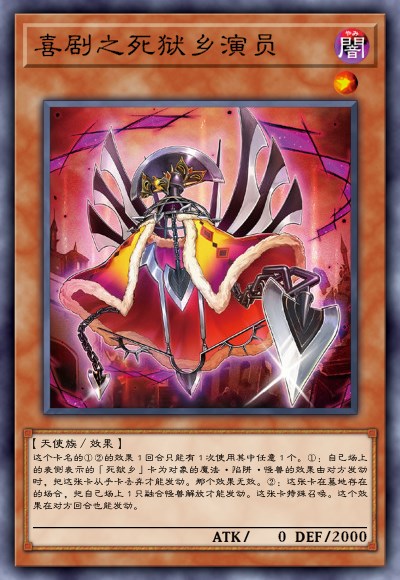 喜剧之死狱乡演员
やみ
闇
【天使族／效果】
这个卡名的①②的效果1回合只能有1次使用其中任意1个。①：自己场上
的表侧表示的「死狱乡」卡为对象的魔法·陷阱·怪兽的效果由对方发动
时，把这张卡从手卡丢弃才能发动。那个效果无效。②：这张卡在墓地存在
的场合，把自己场上1只融合怪兽解放才能发动。这张卡特殊召唤。这个效果
在对方回合也能发动。
ATK/ 0 DEF/2000